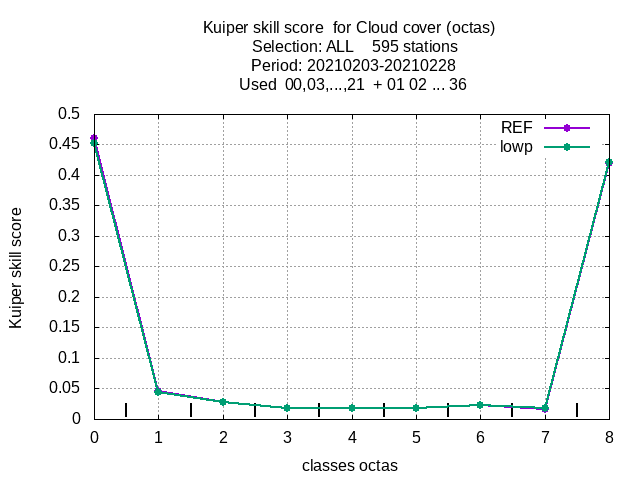 Kuiper skill score  for Cloud cover (octas)
Selection: ALL    595 stations
Period: 20210203-20210228
Used  00,03,...,21  + 01 02 ... 36
REF
lowp
0.5
0.45
0.4
0.35
0.3
0.25
0.2
0.15
0.1
0.05
0
Kuiper skill score
0 1 2 3 4 5 6 7 8
classes octas